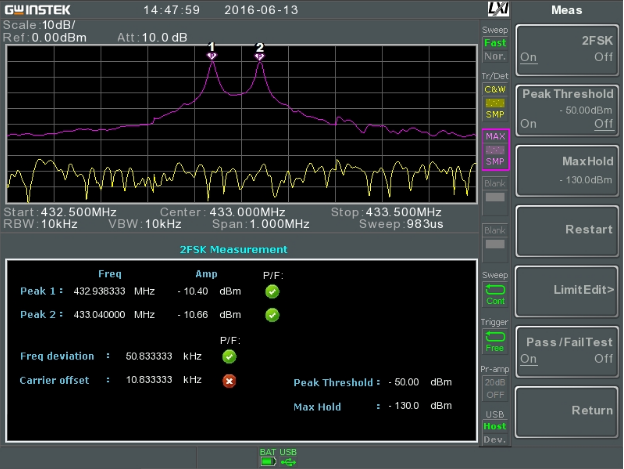 GWINSTEK 14:47:59 2016-06-13 LXI Meas
Scale:10dB/
Ref:0.00dBm Att:10.0 dB
1 2
Start:432.500MHz Center:433.000MHz Stop:433.500MHz
RBW:10kHz VBW:10kHz Span:1.000MHz Sweep:983us
2FSK Measurement
Freq Amp P/F:
Peak 1 : 432.938333 MHz -10.40 dBm
Peak 2 : 433.040000 MHz -10.66 dBm
P/F:
Freq deviation : 50.833333 kHz
Carrier offset : 10.833333 kHz
Peak Threshold : -50.00 dBm
Max Hold : -130.0 dBm
BAT USB
Sweep
Fast
Nor.
Tr/Det
C&W
SMP
MAX
SMP
Blank
Blank
Sweep
Cont
Trigger
Free
Pr-amp
20dB
OFF
USB
Host
Dev.
2FSK
On Off
Peak Threshold
-50.00dBm
On Off
MaxHold
-130.0dBm
Restart
LimitEdit>
Pass/FailTest
On Off
Return